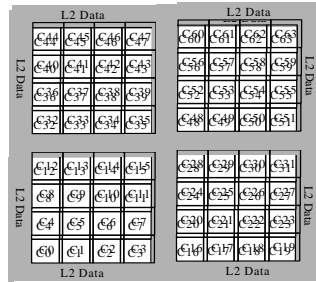 L2 Data L2 Data
C44 C45 C46 C47 C60 C61 C62 C63
C40 C41 C42 C43 C56 C57 C58 C59
L2 Data
C36 C37 C38 C39 C52 C53 C54 C55
C32 C33 C34 C35 C48 C49 C50 C51
C12 C13 C14 C15 C28 C29 C30 C31
C8 C9 C10 C11 C24 C25 C26 C27
L2 Data L2 Data
C4 C5 C6 C7 C20 C21 C22 C23
C0 C1 C2 C3 C16 C17 C18 C19
L2 Data L2 Data
L2 Data